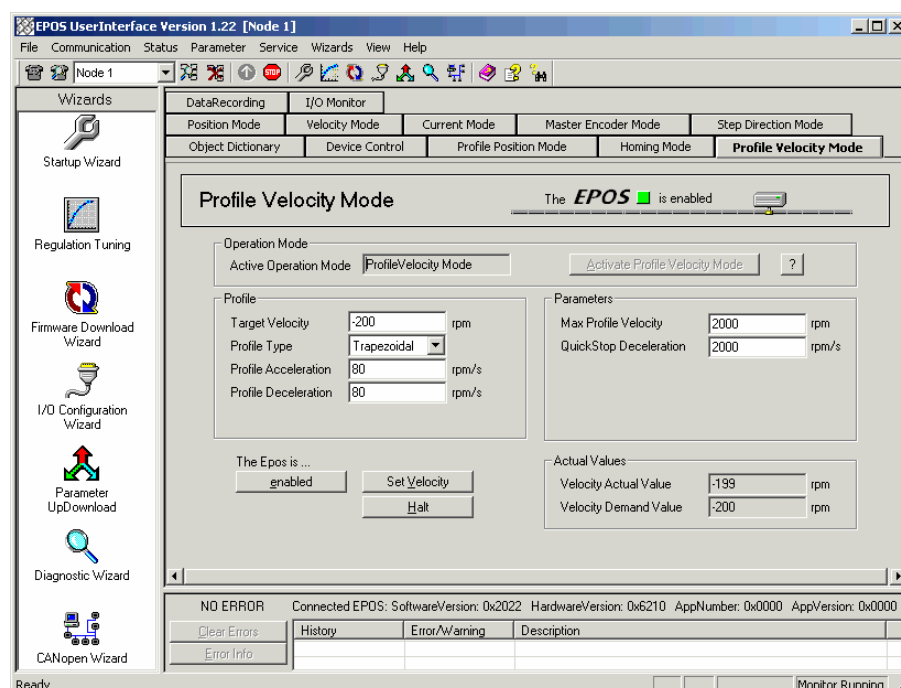 EPOS UserInterface Version 1.22 [Node 1]
File Communication Status Parameter Service Wizards View Help
Node 1
STOP
Wizards
Startup Wizard
Regulation Tuning
Firmware Download
Wizard
I/O Configuration
Wizard
Parameter
UpDownload
Diagnostic Wizard
CANopen Wizard
DataRecording I/O Monitor
Position Mode Velocity Mode Current Mode Master Encoder Mode Step Direction Mode
Object Dictionary Device Control Profile Position Mode Homing Mode Profile Velocity Mode
Profile Velocity Mode The EPOS is enabled
Operation Mode
Active Operation Mode ProfileVelocity Mode Activate Profile Velocity Mode ?
Profile
Target Velocity -200 rpm
Profile Type Trapezoidal
Profile Acceleration 80 rpm/s
Profile Deceleration 80 rpm/s
Parameters
Max Profile Velocity 2000 rpm
QuickStop Deceleration 2000 rpm/s
The Epos is ...
enabled Set Velocity
Halt
Actual Values
Velocity Actual Value -199 rpm
Velocity Demand Value -200 rpm
NO ERROR Connected EPOS: SoftwareVersion: 0x2022 HardwareVersion: 0x6210 AppNumber: 0x0000 AppVersion: 0x0000
Clear Errors History Error/Warning Description
Error Info
Ready Monitor Running